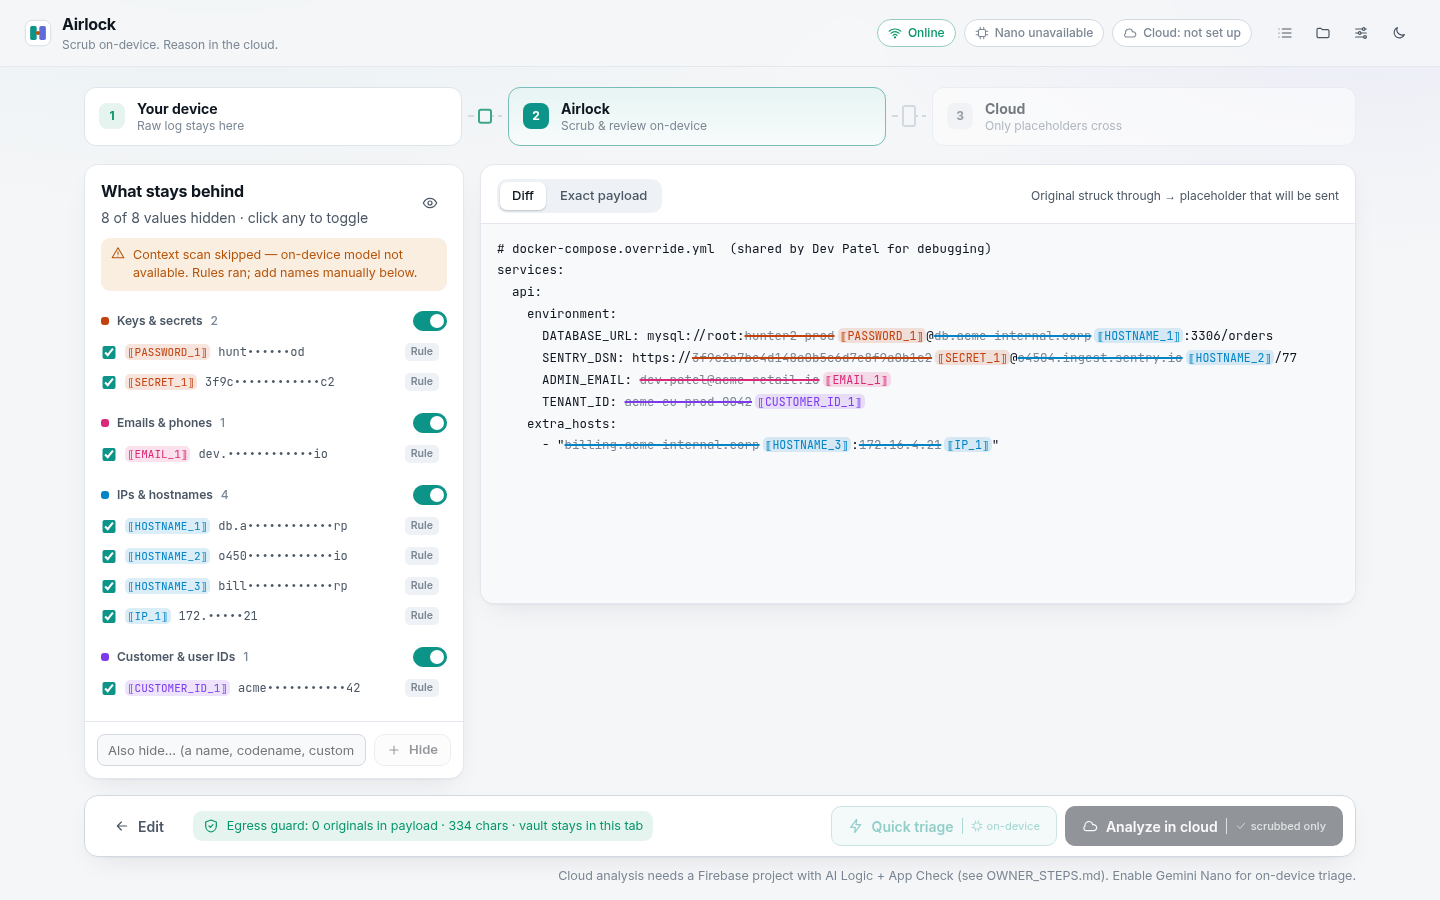 Airlock
Scrub on-device. Reason in the cloud.
Online
Nano unavailable
Cloud: not set up
1
Your device
Raw log stays here
2
Airlock
Scrub & review on-device
3
Cloud
Only placeholders cross
What stays behind
8 of 8 values hidden · click any to toggle
Context scan skipped — on-device model not
available. Rules ran; add names manually below.
Keys & secrets 2
⟦PASSWORD_1⟧ hunt••••••od Rule
⟦SECRET_1⟧ 3f9c••••••••••••c2 Rule
Emails & phones 1
⟦EMAIL_1⟧ dev.••••••••••••io Rule
IPs & hostnames 4
⟦HOSTNAME_1⟧ db.a••••••••••••rp Rule
⟦HOSTNAME_2⟧ o450••••••••••••io Rule
⟦HOSTNAME_3⟧ bill••••••••••••rp Rule
⟦IP_1⟧ 172.•••••21 Rule
Customer & user IDs 1
⟦CUSTOMER_ID_1⟧ acme•••••••••••42 Rule
Also hide... (a name, codename, custom
Hide
Diff
Exact payload
Original struck through → placeholder that will be sent
# docker-compose.override.yml (shared by Dev Patel for debugging)
services:
api:
environment:
DATABASE_URL: mysql://root:hunter2-prod⟦PASSWORD_1⟧@db.acme-internal.corp⟦HOSTNAME_1⟧:3306/orders
SENTRY_DSN: https://⟦SECRET_1⟧@o4504.ingest.sentry.io⟦HOSTNAME_2⟧/77
ADMIN_EMAIL: dev.patel@acme-retail.io⟦EMAIL_1⟧
TENANT_ID: acme-eu-prod-0042⟦CUSTOMER_ID_1⟧
extra_hosts:
- "billing.acme-internal.corp⟦HOSTNAME_3⟧:172.16.4.21⟦IP_1⟧"
Edit
Egress guard: 0 originals in payload · 334 chars · vault stays in this tab
Quick triage
on-device
Analyze in cloud
scrubbed only
Cloud analysis needs a Firebase project with AI Logic + App Check (see OWNER_STEPS.md). Enable Gemini Nano for on-device triage.